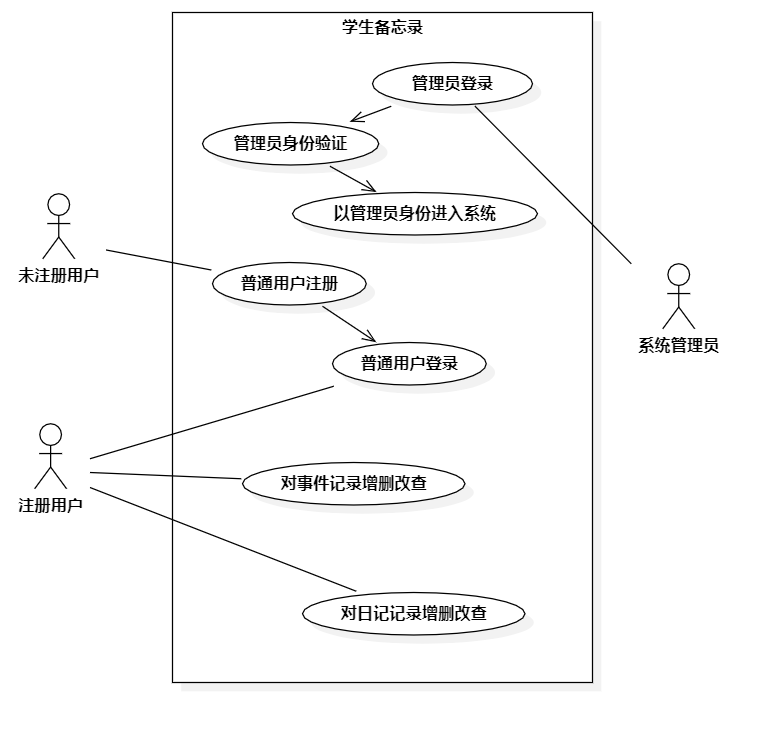 学生备忘录
管理员登录
管理员身份验证
以管理员身份进入系统
未注册用户
普通用户注册
系统管理员
普通用户登录
对事件记录增删改查
注册用户
对日记记录增删改查